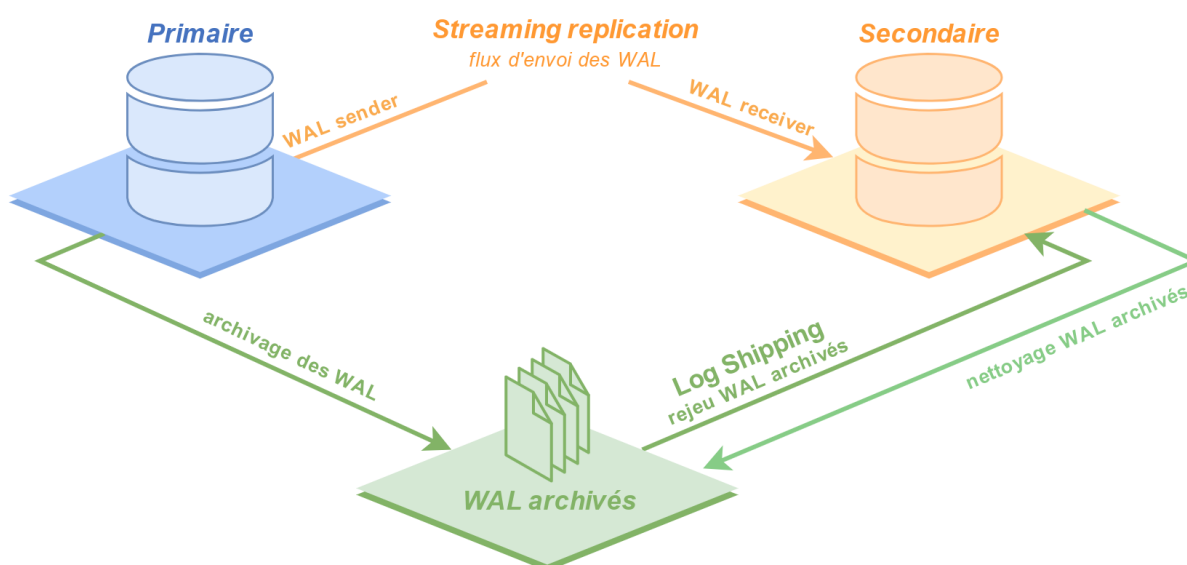 Primaire
Streaming replication
flux d'envoi des WAL
Secondaire
WAL sender
WAL receiver
archivage des WAL
Log Shipping
rejeu WAL archivés
nettoyage WAL archivés
WAL archivés